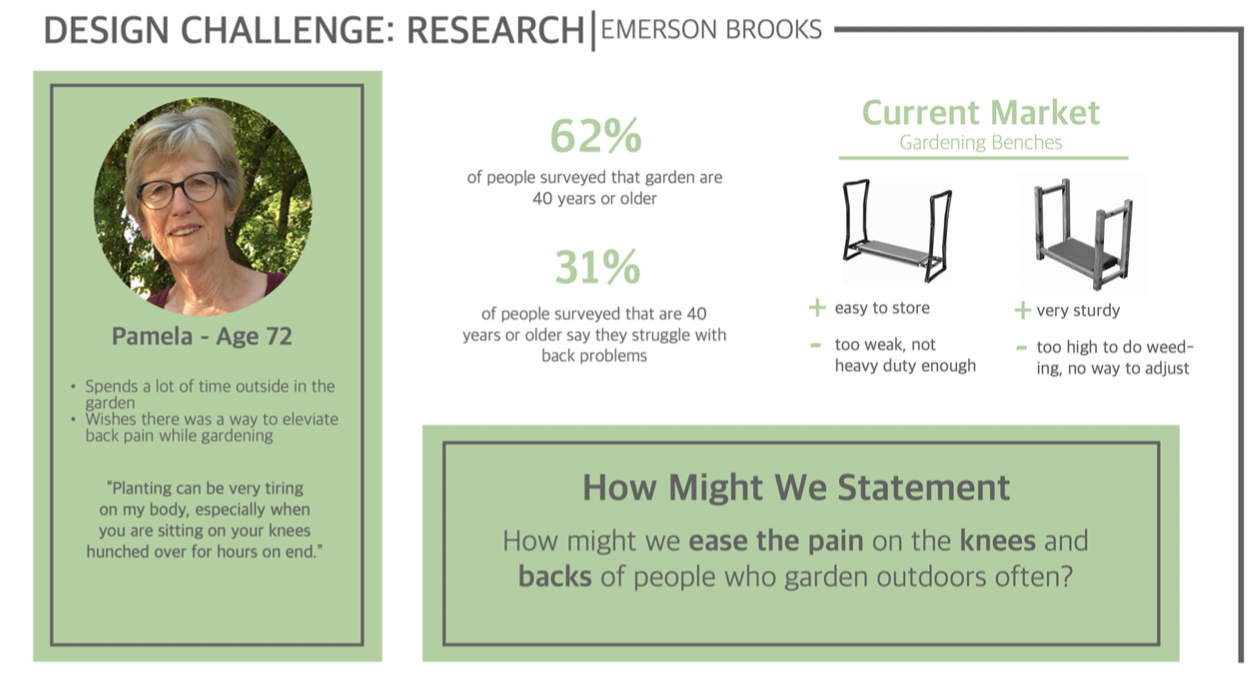 DESIGN CHALLENGE: RESEARCH|EMERSON BROOKS
Pamela - Age 72
• Spends a lot of time outside in the
garden
• Wishes there was a way to eleviate
back pain while gardening
"Planting can be very tiring
on my body, especially when
you are sitting on your knees
hunched over for hours on end."
62%
of people surveyed that garden are
40 years or older
31%
of people surveyed that are 40
years or older say they struggle with
back problems
Current Market
Gardening Benches
+ easy to store
- too weak, not
heavy duty enough
+ very sturdy
- too high to do weed-
ing, no way to adjust
How Might We Statement
How might we ease the pain on the knees and
backs of people who garden outdoors often?